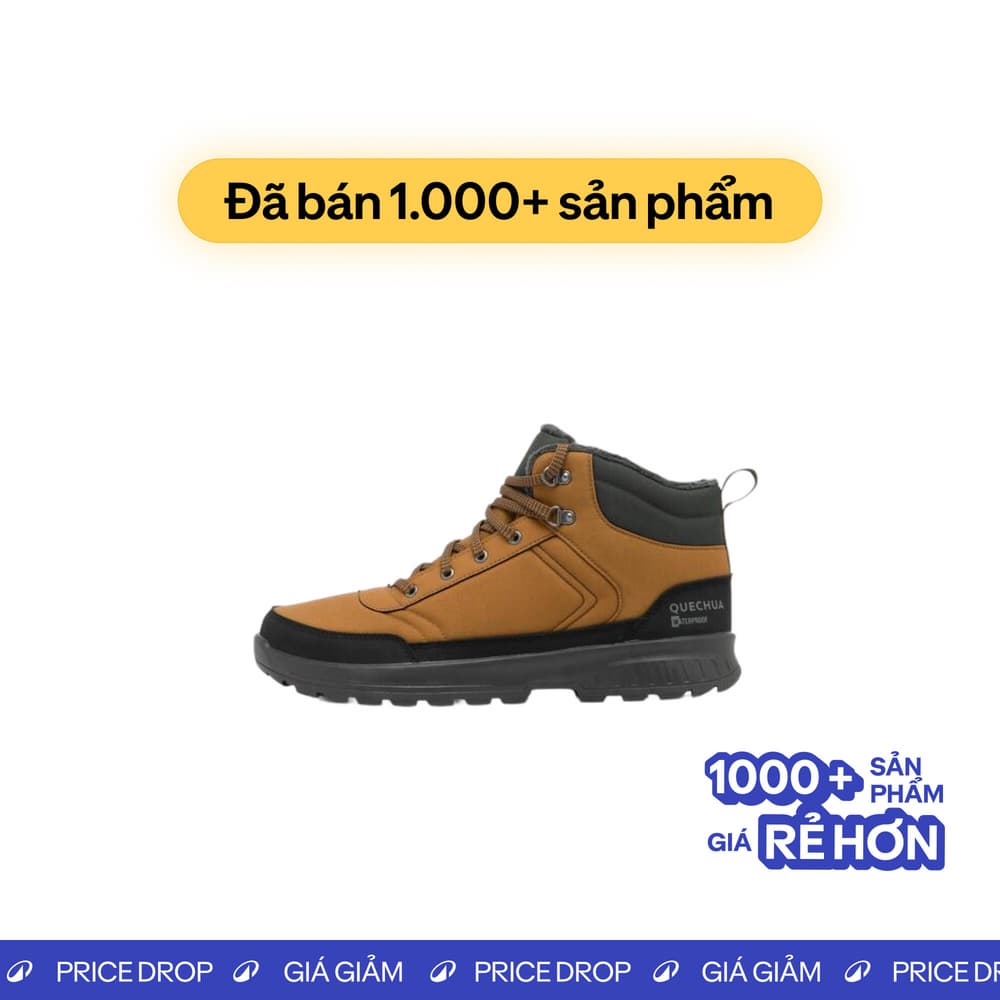 Đã bán 1.000+ sản phẩm
QUECHUA
WATERPROOF
1000+ SẢN PHẨM
GIÁ RẺ HƠN
PRICE DROP GIÁ GIẢM PRICE DROP GIÁ GIẢM PRICE DR